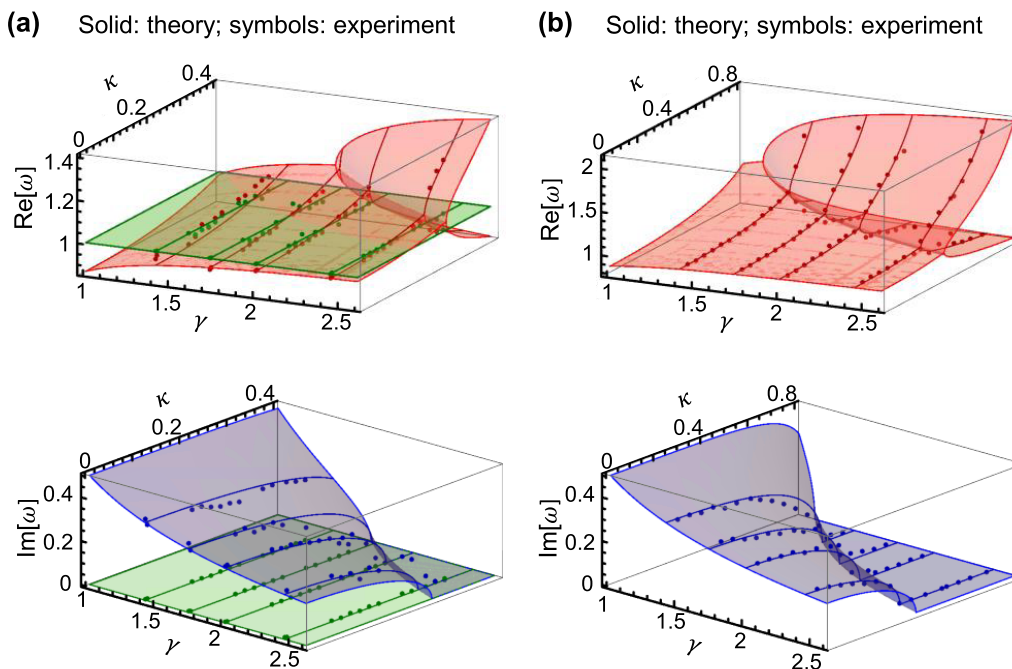 (a) Solid: theory; symbols: experiment
κ
0.4
0.2
0
1.4
1.2
1
Re[ω]
1
1.5
2
2.5
γ
κ
0.4
0.2
0
0.4
0.2
0
Im[ω]
1
1.5
2
2.5
γ
(b) Solid: theory; symbols: experiment
κ
0.8
0.4
0
2
1.5
1
Re[ω]
1
1.5
2
2.5
γ
κ
0.8
0.4
0
0.4
0.2
0
Im[ω]
1
1.5
2
2.5
γ